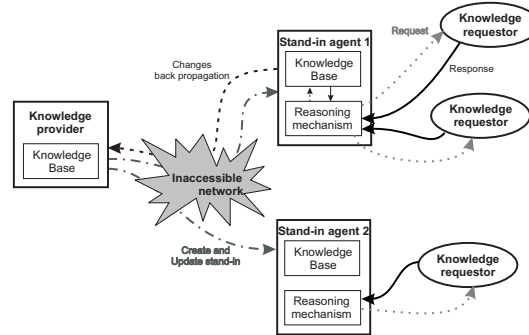 Knowledge
requestor
Stand-in agent 1
Request
Knowledge
Base
Changes
back propagation
Response
Reasoning
mechanism
Knowledge
provider
Knowledge
requestor
Knowledge
Base
Inaccessible
network
Stand-in agent 2
Create and
Update stand-in
Knowledge
Base
Knowledge
requestor
Reasoning
mechanism